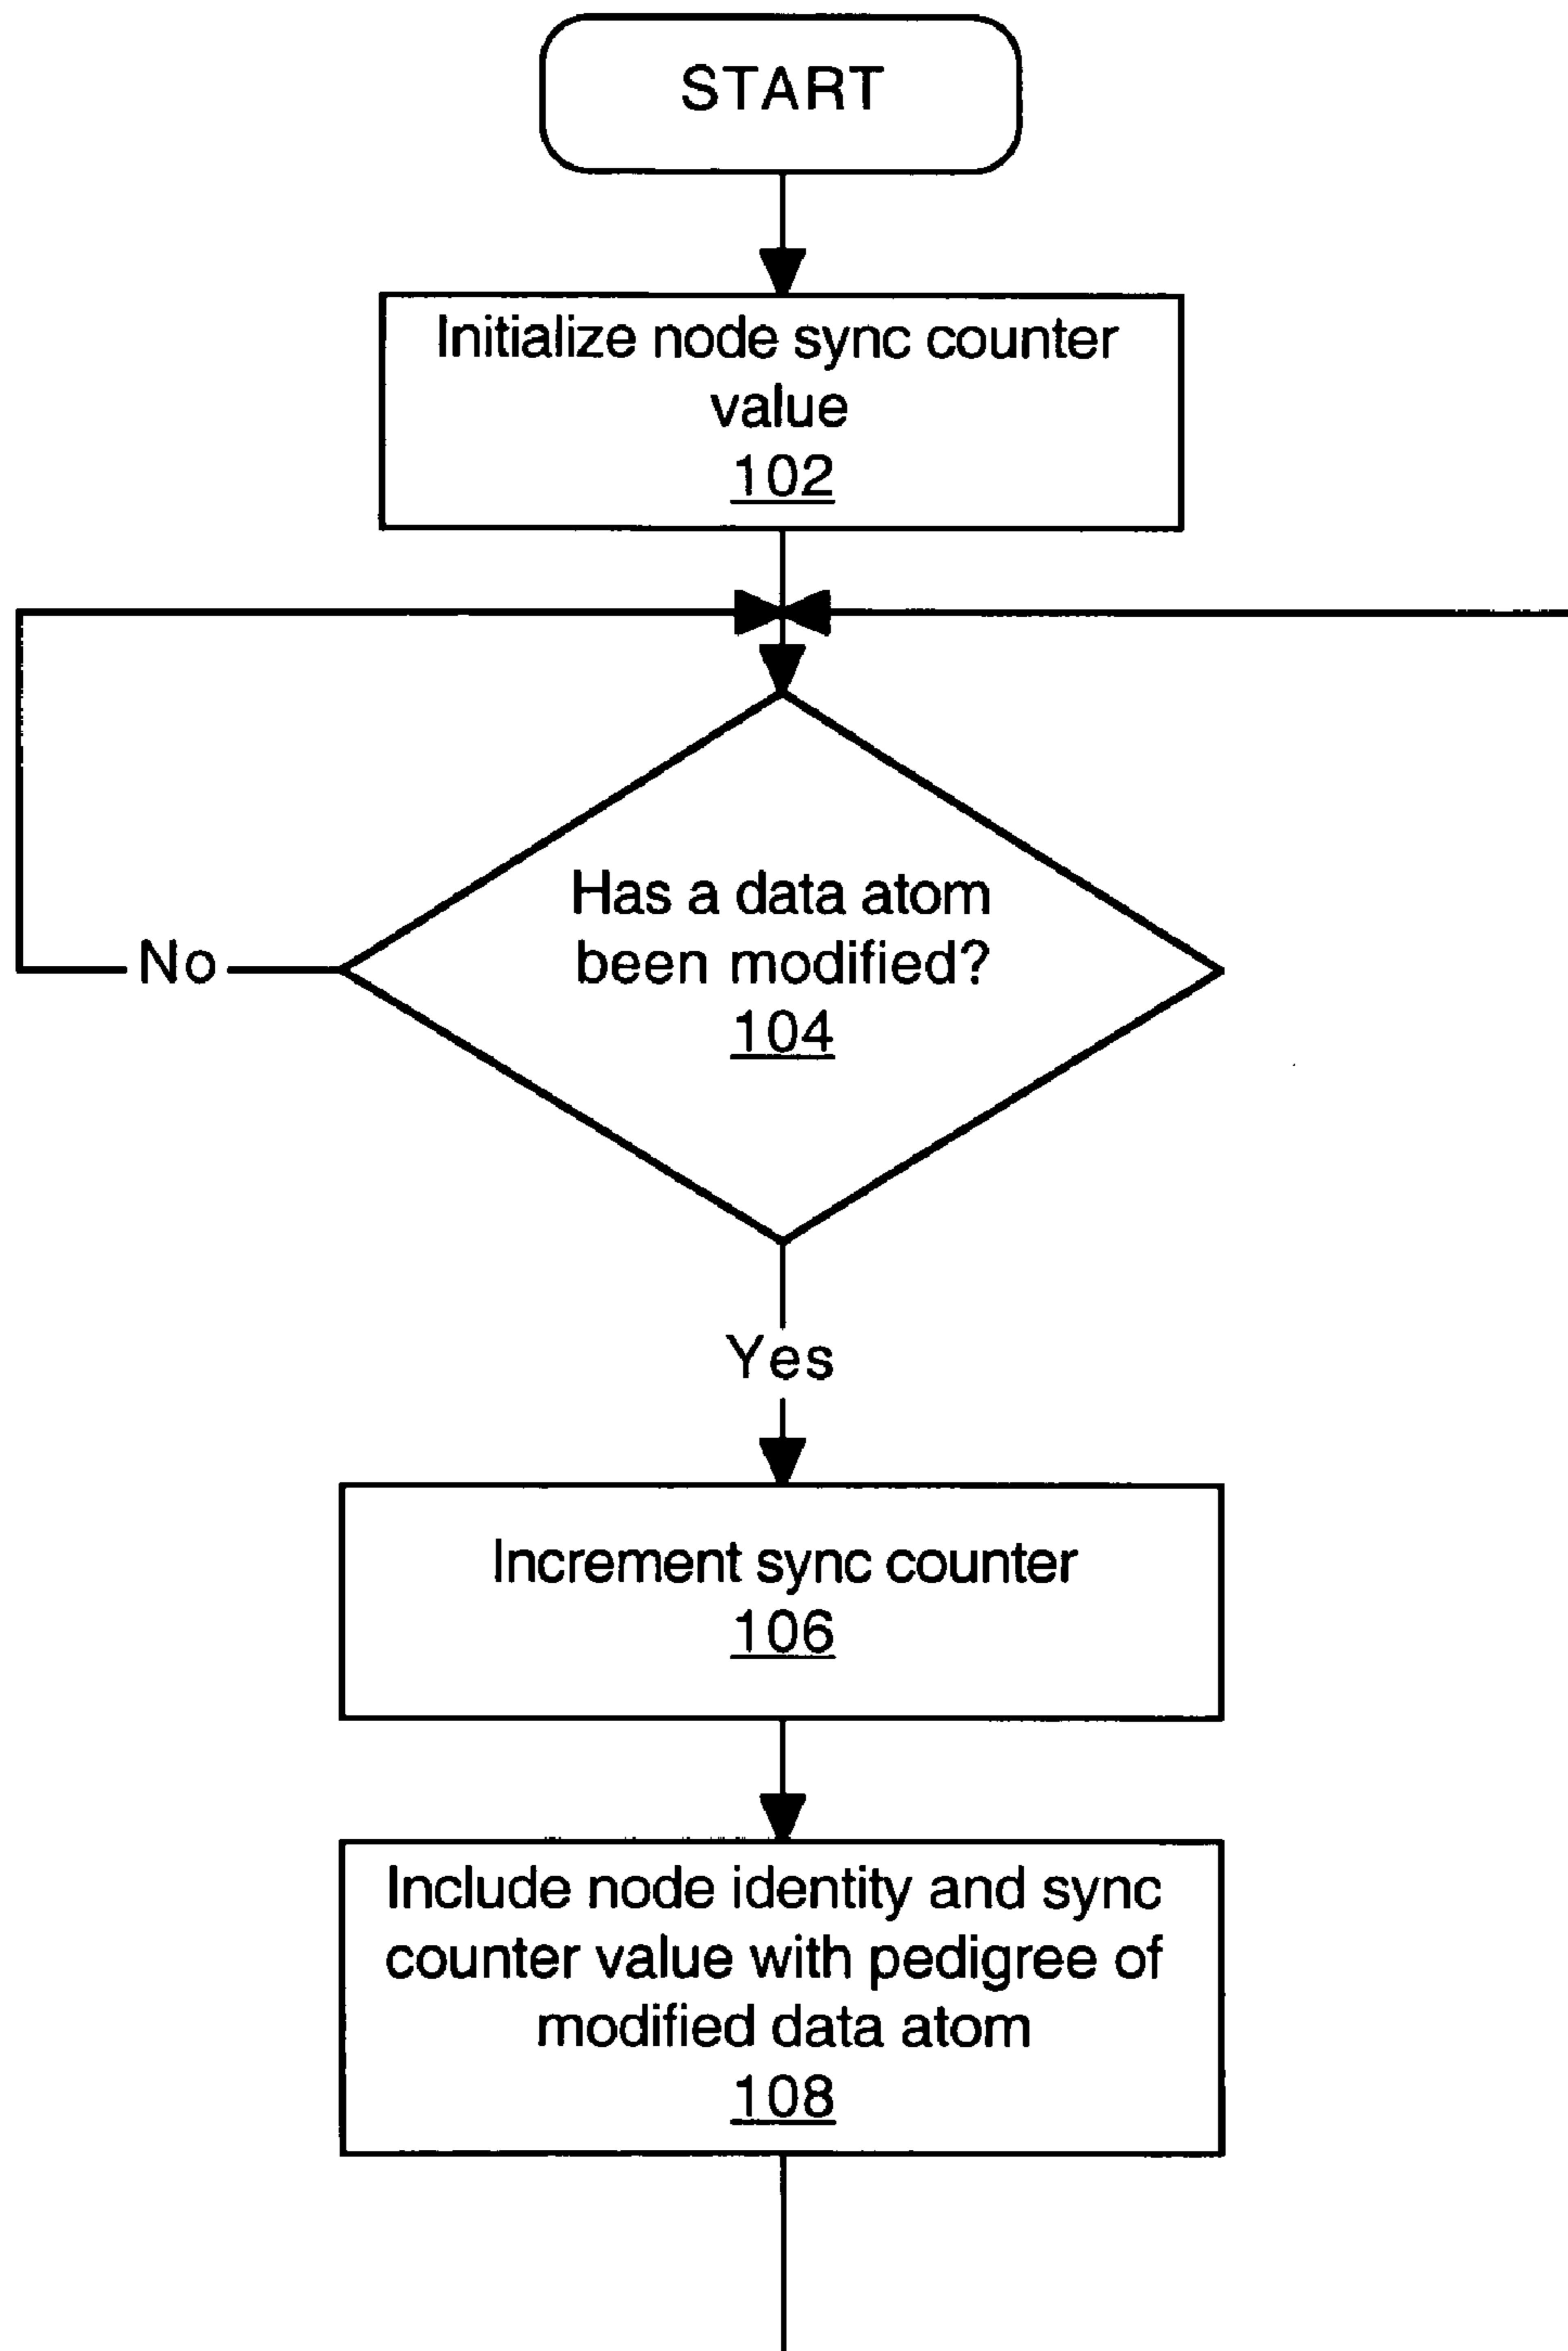 START
Initialize node sync counter
value
102
Has a data atom
been modified?
104
No
Yes
Increment sync counter
106
Include node identity and sync
counter value with pedigree of
modified data atom
108